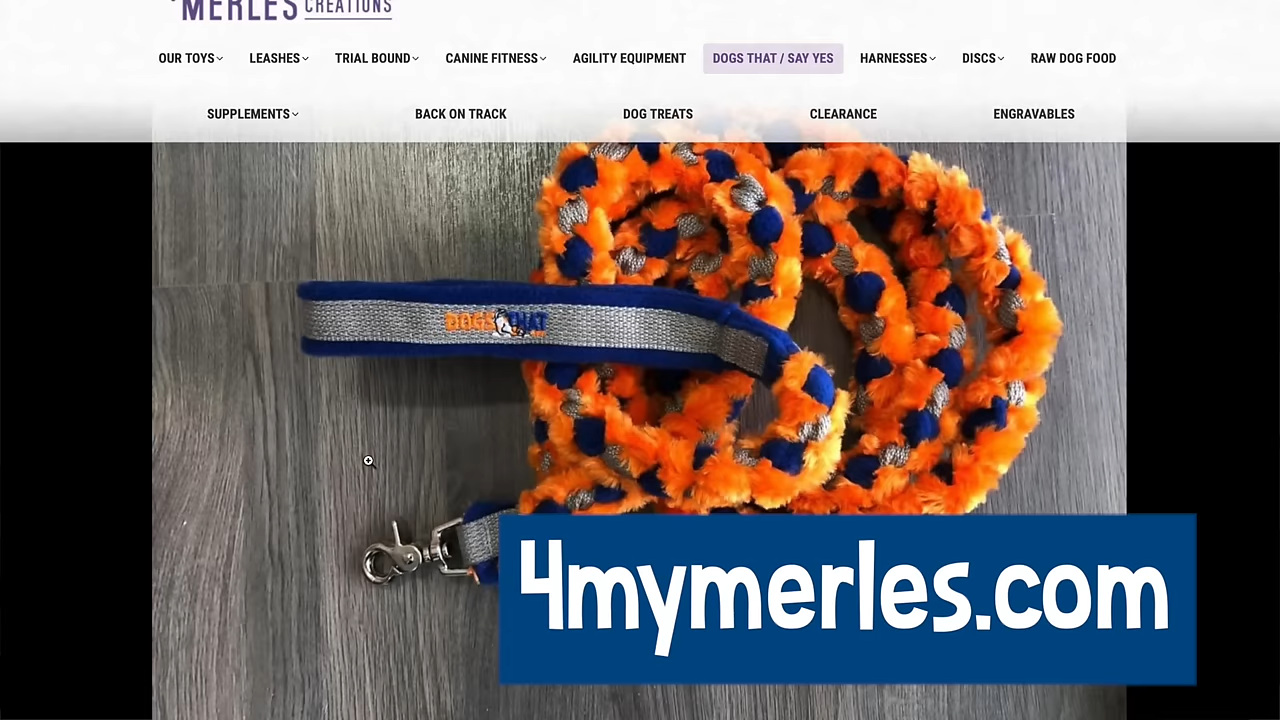 MERLES CREATIONS
OUR TOYS LEASHES TRIAL BOUND CANINE FITNESS AGILITY EQUIPMENT DOGS THAT / SAY YES HARNESSES DISCS RAW DOG FOOD
SUPPLEMENTS BACK ON TRACK DOG TREATS CLEARANCE ENGRAVABLES
DOGS THAT
4mymerles.com